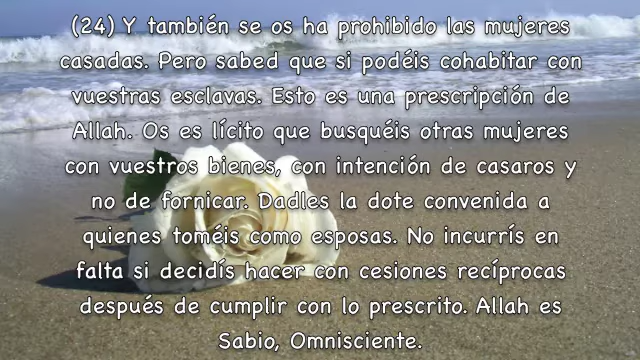 (24) Y también se os ha prohibido las mujeres
casadas. Pero sabed que si podéis cohabitar con
vuestras esclavas. Esto es una prescripción de
Allah. Os es lícito que busquéis otras mujeres
con vuestros bienes, con intención de casaros y
no de fornicar. Dadles la dote convenida a
quienes toméis como esposas. No incurrís en
falta si decidís hacer con cesiones recíprocas
después de cumplir con lo prescrito. Allah es
Sabio, Omnisciente.